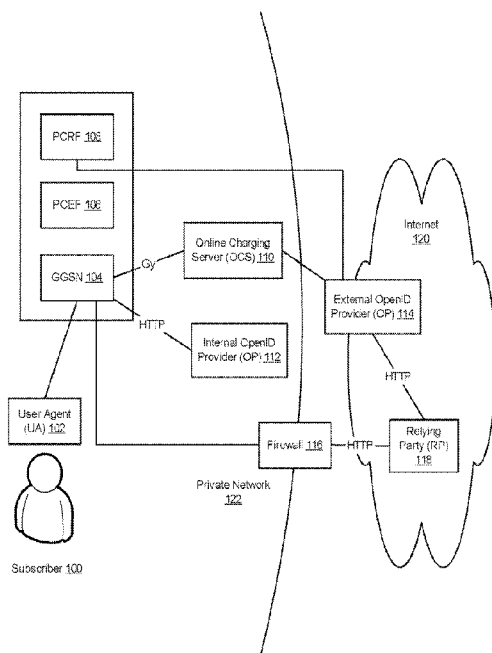 PCRF 108
PCEF 106
GGSN 104
Gy
HTTP
Online Charging
Server (OCS) 110
Internal OpenID
Provider (OP) 112
Internet
120
External OpenID
Provider (OP) 114
HTTP
User Agent
(UA) 102
Firewall 116
HTTP
Relying
Party (RP)
118
Private Network
122
Subscriber 100